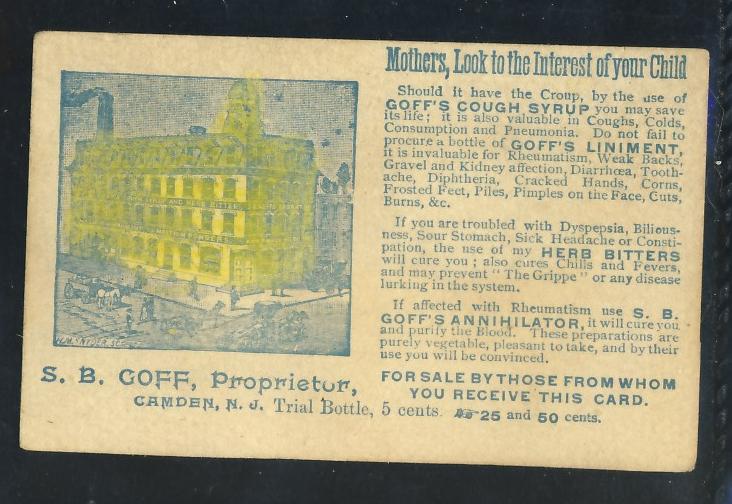 Mothers, Look to the Interest of your Child
Should it have the Croup, by the use of
GOFF'S COUGH SYRUP you may save
its life; it is also valuable in Coughs, Colds,
Consumption and Pneumonia. Do not fail to
procure a bottle of GOFF'S LINIMENT,
it is invaluable for Rheumatism, Weak Backs,
Gravel and Kidney affection, Diarrhœa, Tooth-
ache, Diphtheria, Cracked Hands, Corns,
Frosted Feet, Piles, Pimples on the Face, Cuts,
Burns, &c.
If you are troubled with Dyspepsia, Bilious-
ness, Sour Stomach, Sick Headache or Consti-
pation, the use of my HERB BITTERS
will cure you; also cures Chills and Fevers,
and may prevent "The Grippe" or any disease
lurking in the system.
If affected with Rheumatism use S. B.
GOFF'S ANNIHILATOR, it will cure you
and purify the Blood. These preparations are
purely vegetable, pleasant to take, and by their
use you will be convinced.
FOR SALE BY THOSE FROM WHOM
YOU RECEIVE THIS CARD.
25 and 50 cents.
AND HERB BITTERS
S. B. GOFF, Proprietor,
CAMDEN, N. J. Trial Bottle, 5 cents.